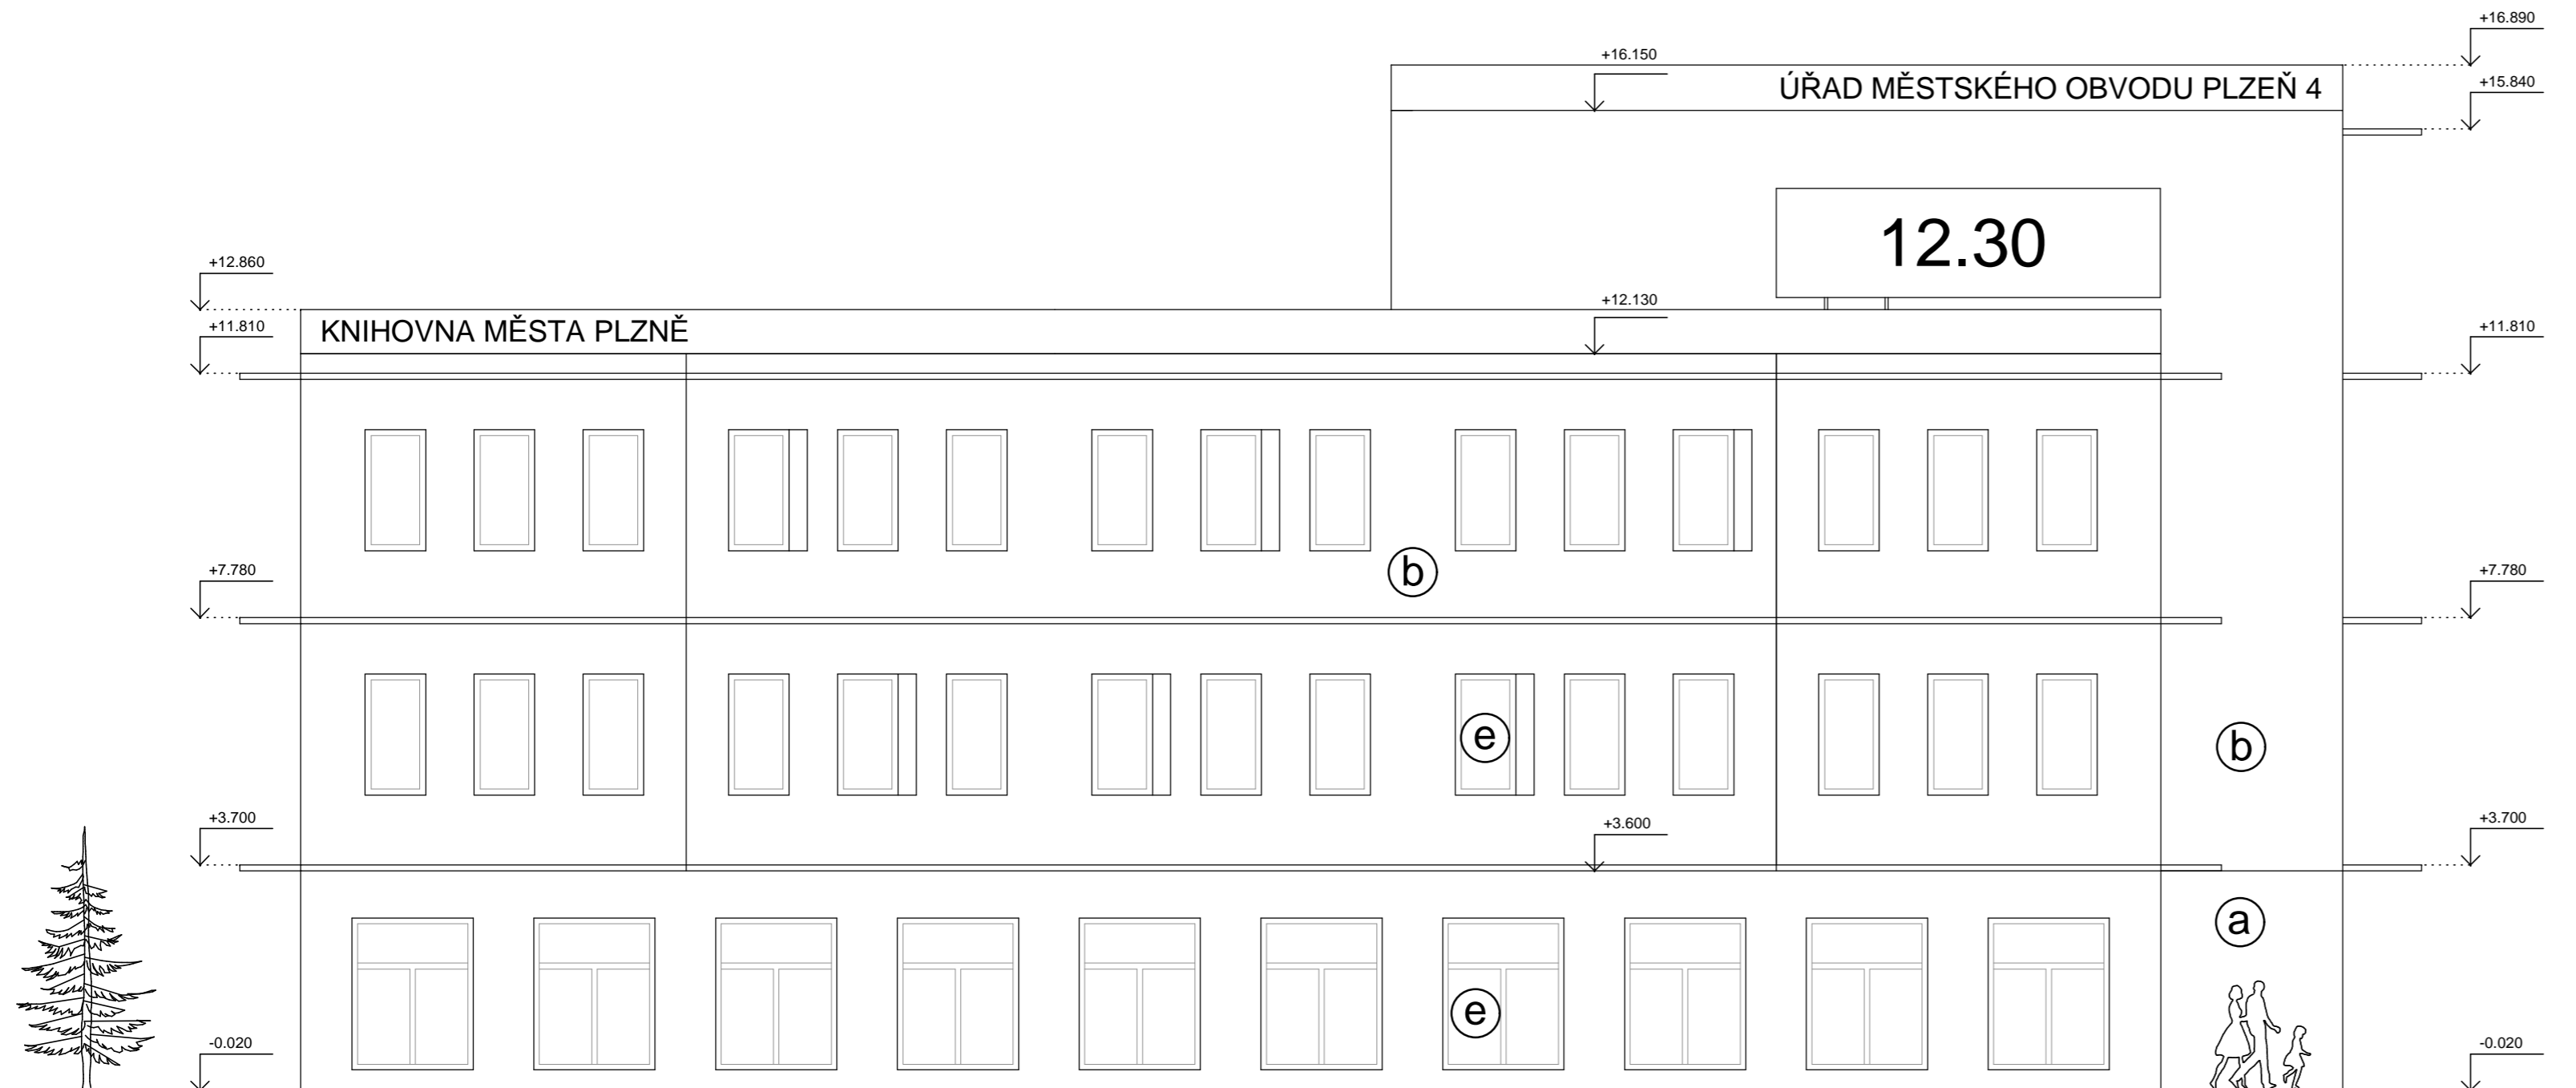 +16.890
+16.150
ÚŘAD MĚSTSKÉHO OBVODU PLZEŇ 4
+15.840
12.30
+12.860
+12.130
KNIHOVNA MĚSTA PLZNĚ
+11.810
+11.810
b
+7.780
+7.780
e
b
+3.700
+3.600
+3.700
a
e
-0.020
-0.020